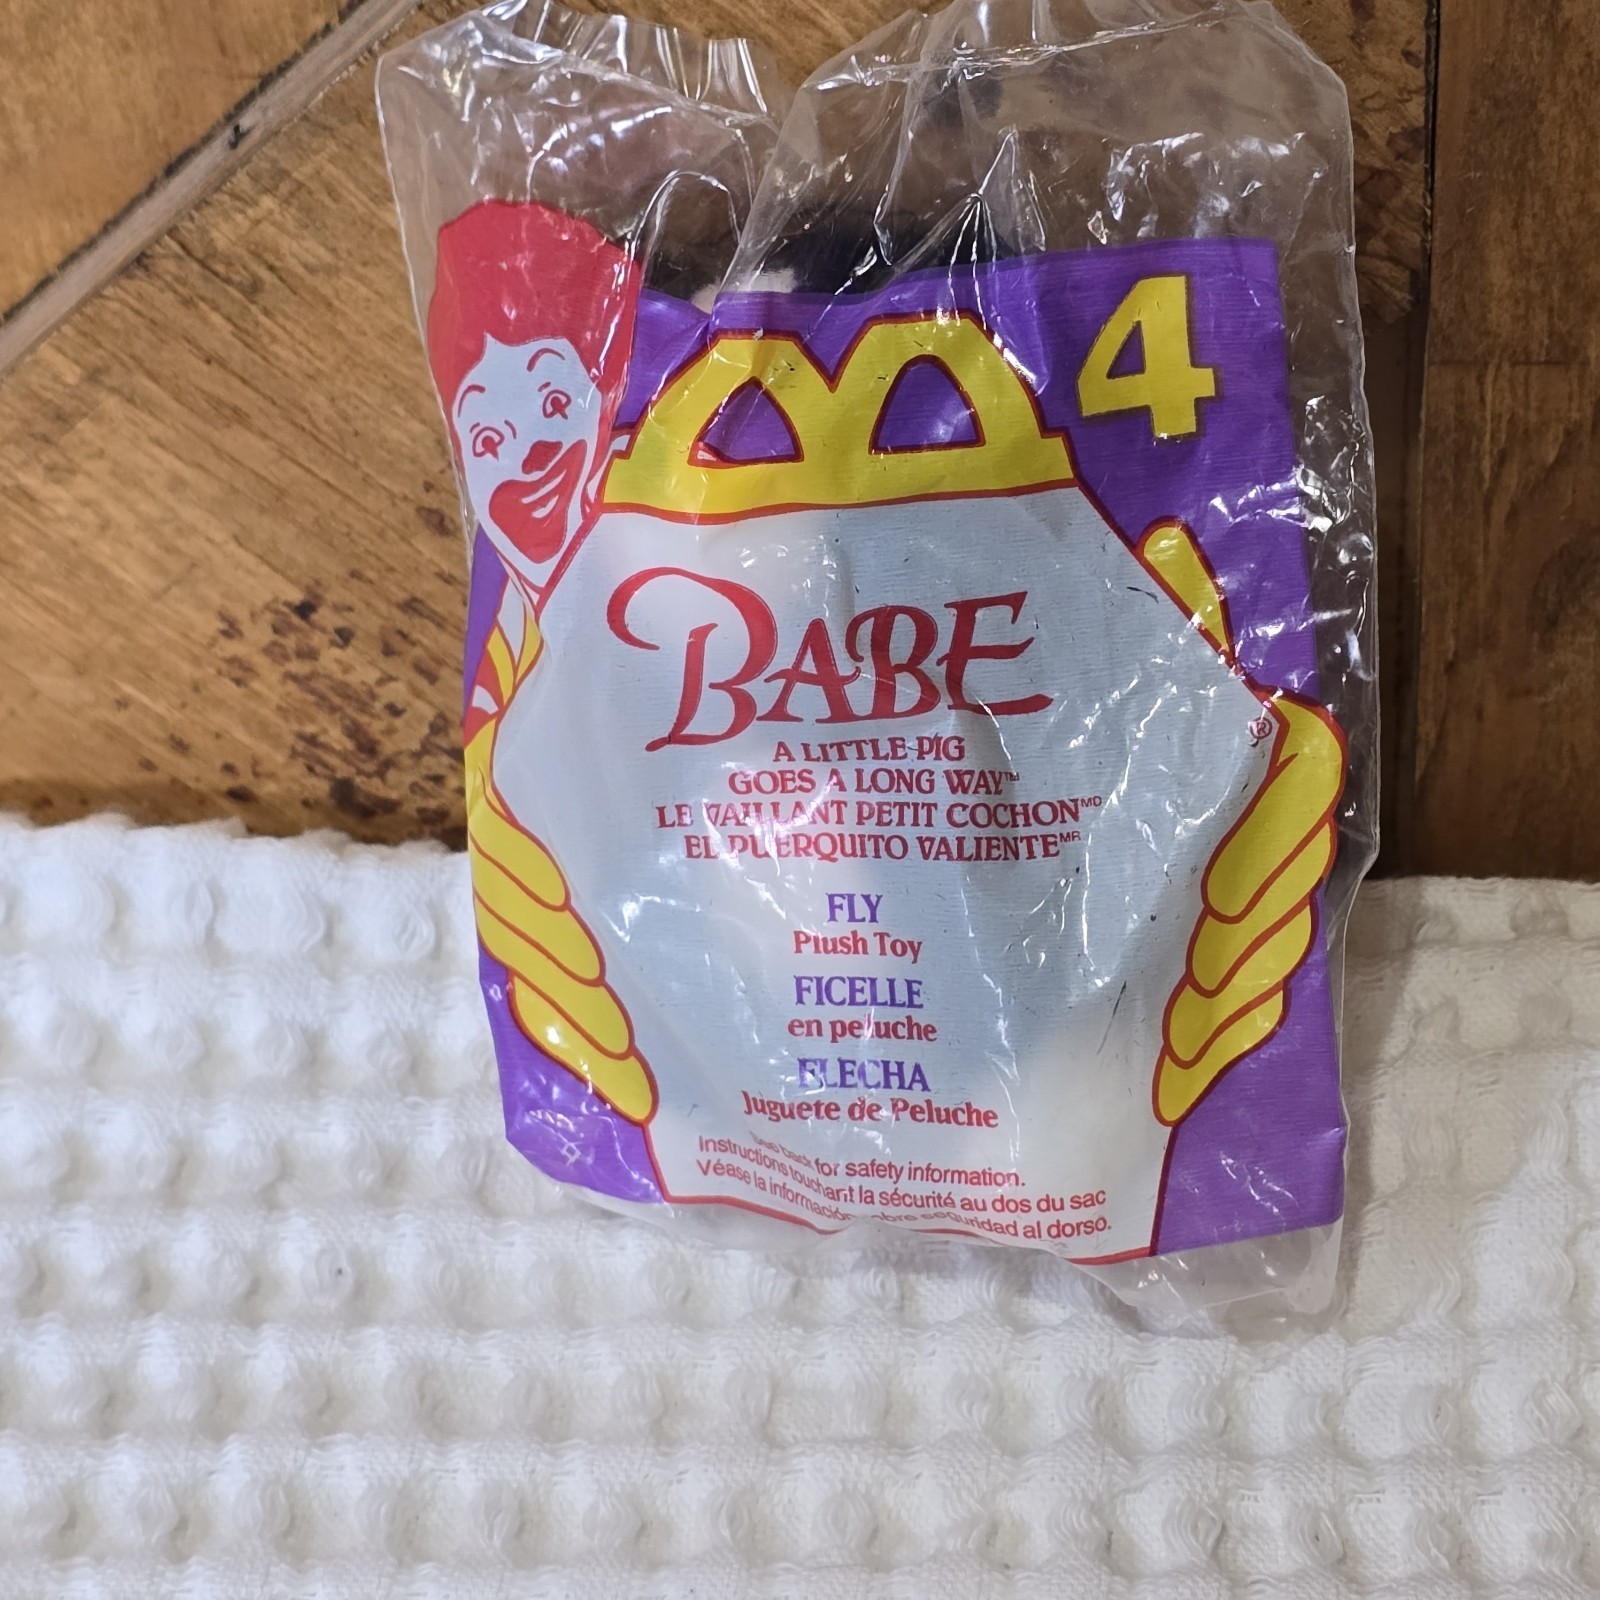 4
BABE
A LITTLE PIG
GOES A LONG WAY™
LE VAILLANT PETIT COCHON MD
EL PUERQUITO VALIENTE MR
®
FLY
Plush Toy
FICELLE
en peluche
FLECHA
Juguete de Peluche
See back for safety information.
Instructions touchant la sécurité au dos du sac
Véase la información sobre seguridad al dorso.